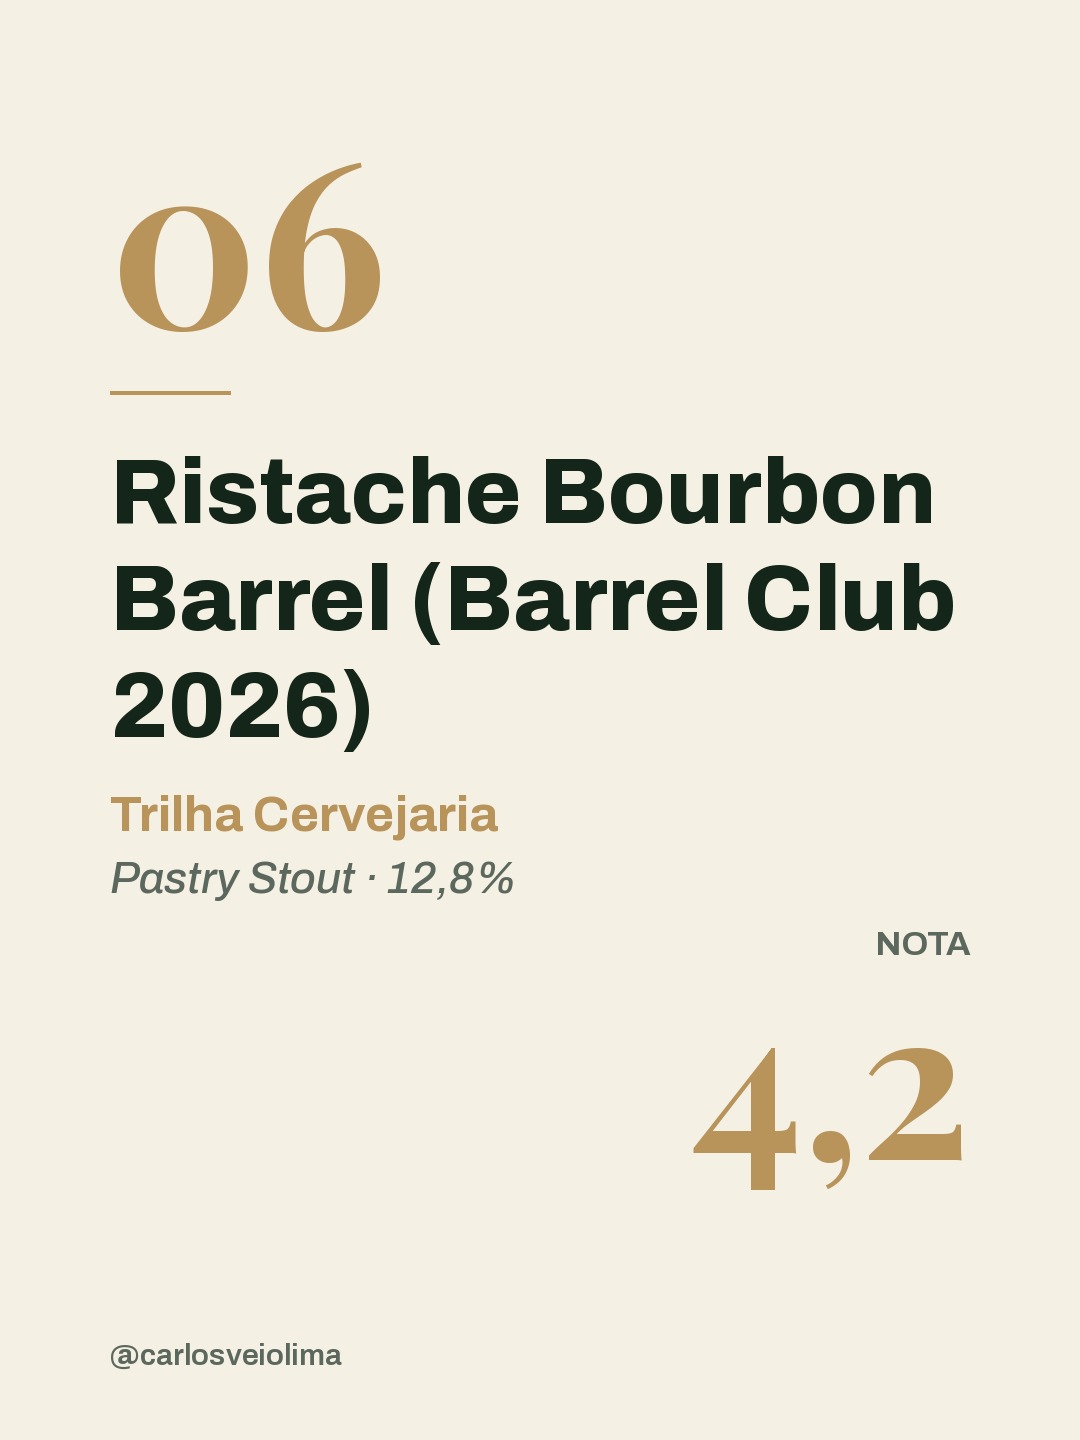 06
Ristache Bourbon
Barrel (Barrel Club
2026)
Trilha Cervejaria
Pastry Stout · 12,8%
NOTA
4,2
@carlosveiolima